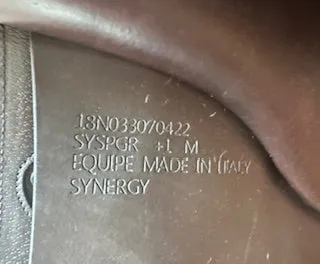 13N033070422
SYSPGR +1 M
EQUIPE MADE IN ITALY
SYNERGY